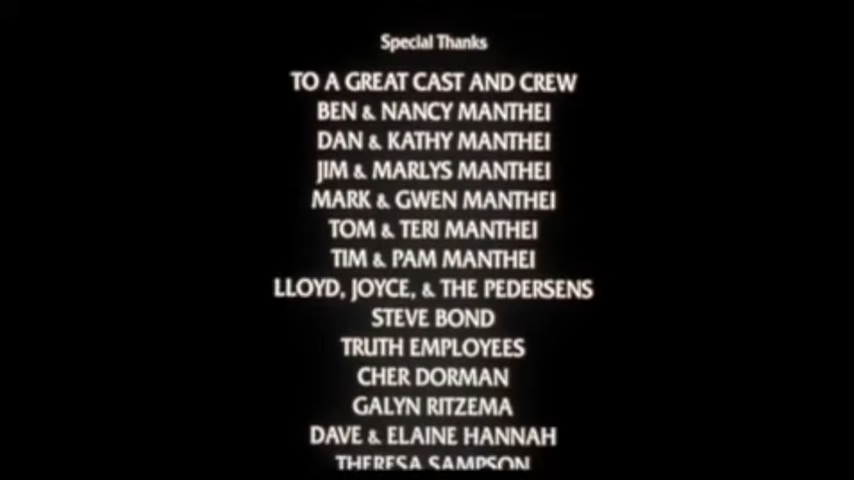 Special Thanks
TO A GREAT CAST AND CREW
BEN & NANCY MANTHEI
DAN & KATHY MANTHEI
JIM & MARLYS MANTHEI
MARK & GWEN MANTHEI
TOM & TERI MANTHEI
TIM & PAM MANTHEI
LLOYD, JOYCE, & THE PEDERSENS
STEVE BOND
TRUTH EMPLOYEES
CHER DORMAN
GALYN RITZEMA
DAVE & ELAINE HANNAH
THERESA SAMPSON